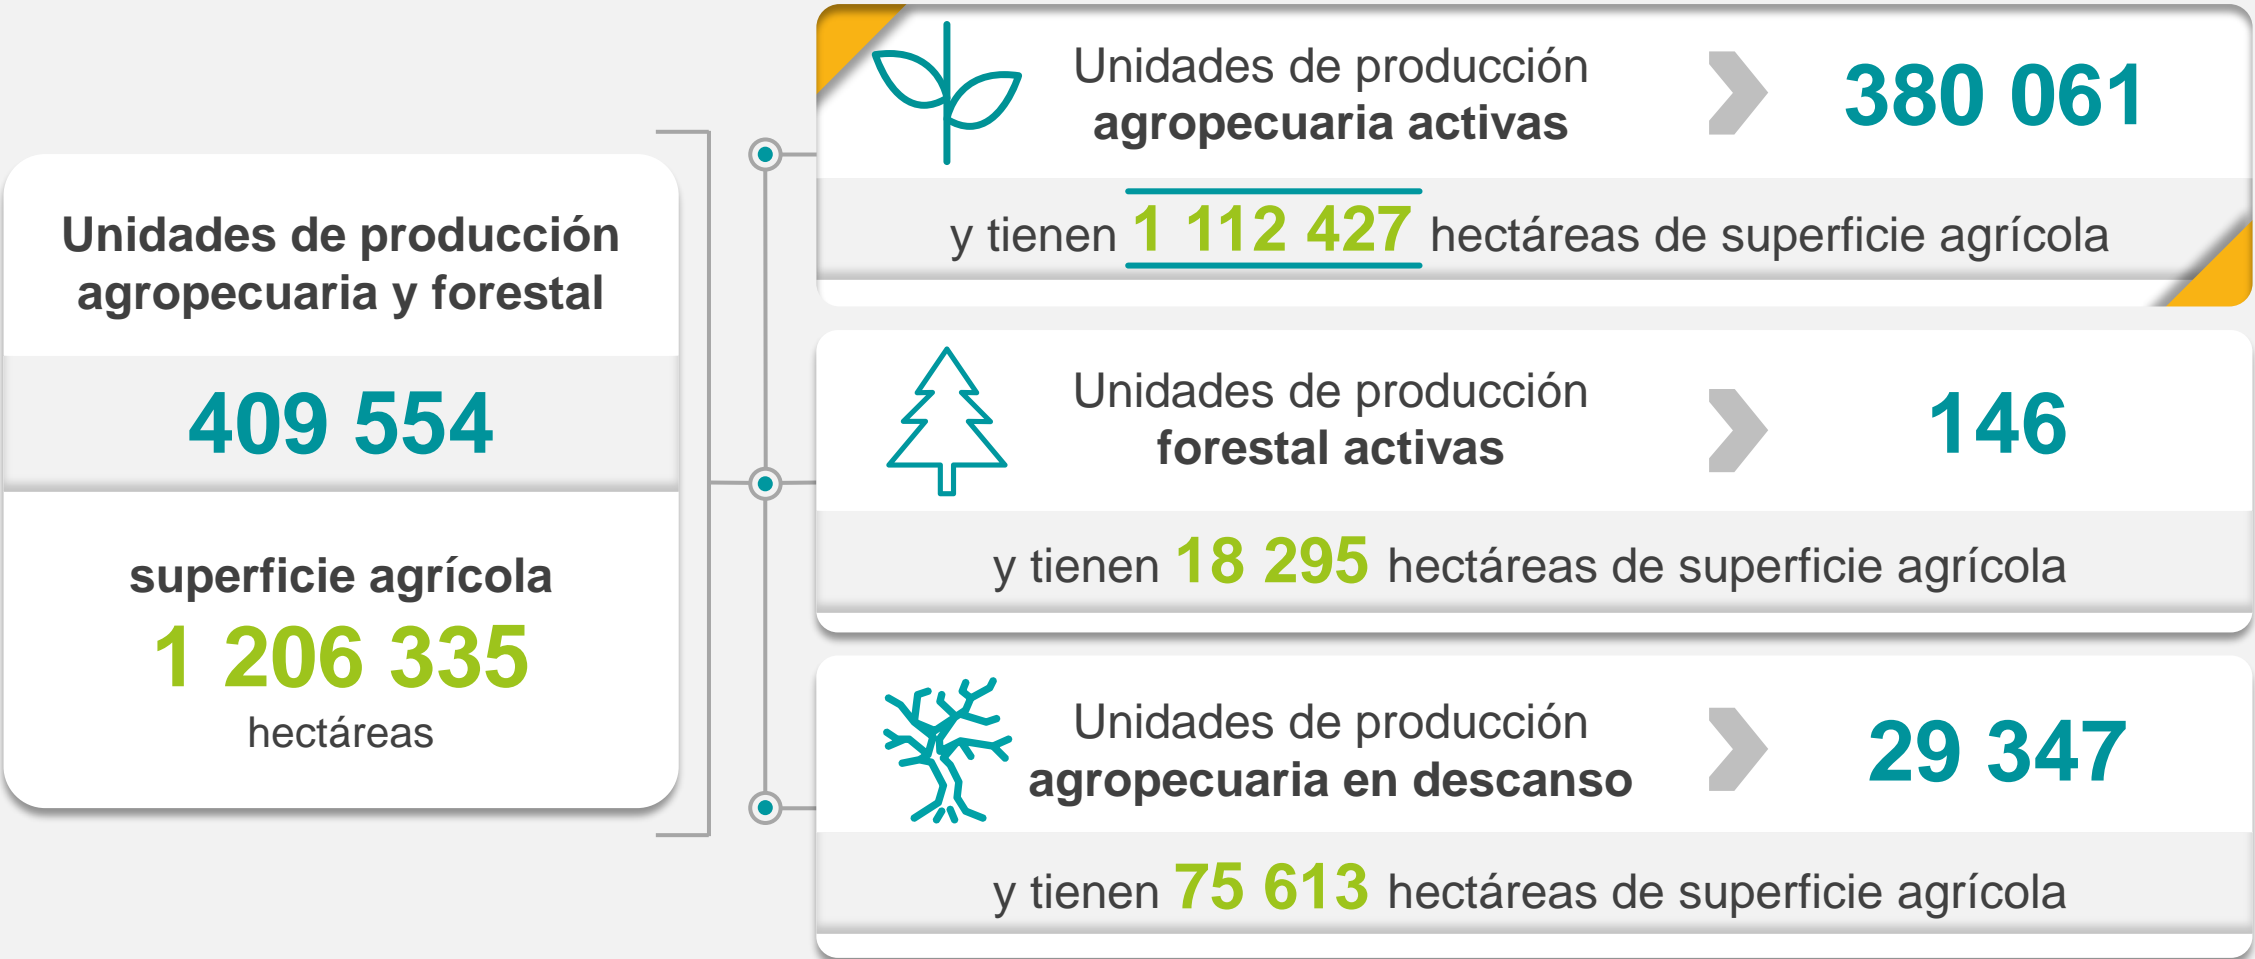 Unidades de producción
agropecuaria y forestal
409 554
superficie agrícola
1 206 335
hectáreas
Unidades de producción
agropecuaria activas
380 061
y tienen 1 112 427 hectáreas de superficie agrícola
Unidades de producción
forestal activas
146
y tienen 18 295 hectáreas de superficie agrícola
Unidades de producción
agropecuaria en descanso
29 347
y tienen 75 613 hectáreas de superficie agrícola